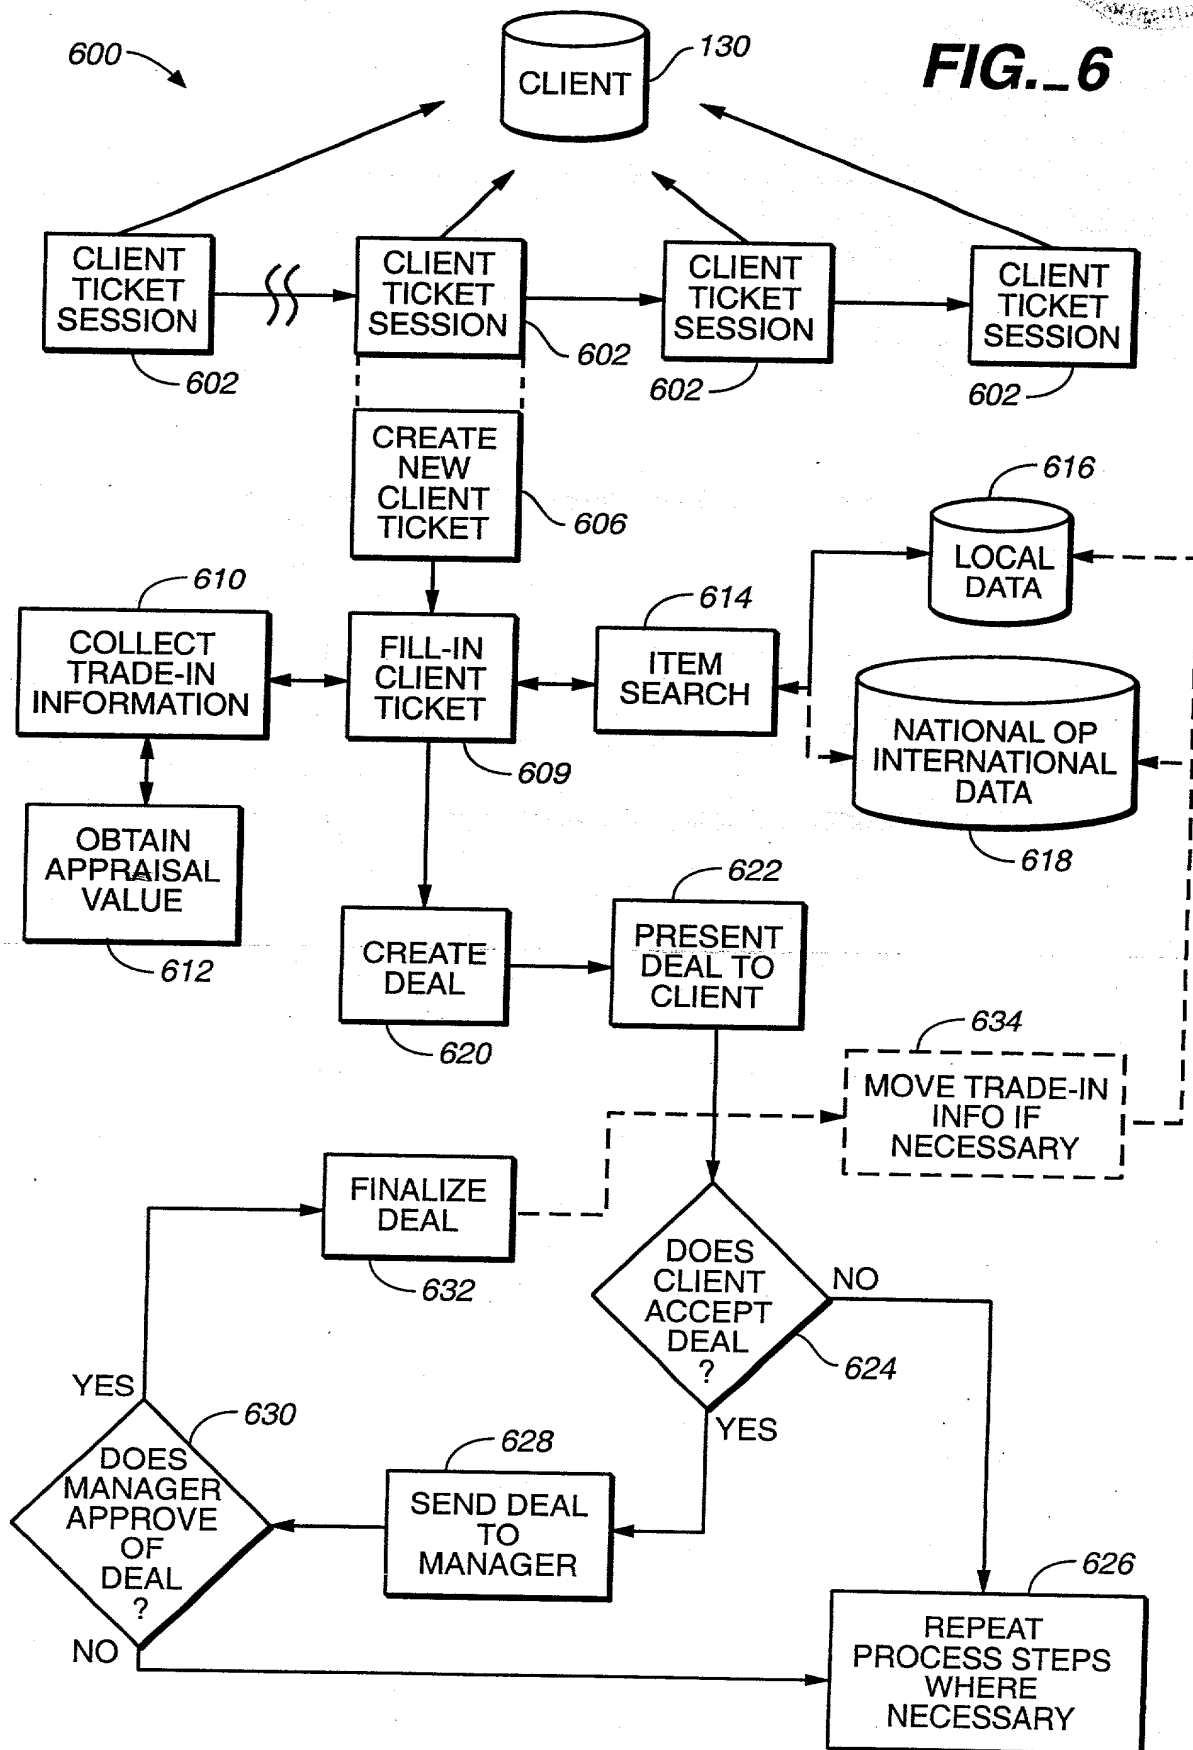 600
CLIENT
130
FIG._6
CLIENT
TICKET
SESSION
602
CLIENT
TICKET
SESSION
602
CLIENT
TICKET
SESSION
602
CLIENT
TICKET
SESSION
602
CREATE
NEW
CLIENT
TICKET
606
616
LOCAL
DATA
610
COLLECT
TRADE-IN
INFORMATION
FILL-IN
CLIENT
TICKET
609
614
ITEM
SEARCH
NATIONAL OP
INTERNATIONAL
DATA
618
OBTAIN
APPRAISAL
VALUE
612
CREATE
DEAL
620
622
PRESENT
DEAL TO
CLIENT
634
MOVE TRADE-IN
INFO IF
NECESSARY
FINALIZE
DEAL
632
DOES
CLIENT
ACCEPT
DEAL
?
624
NO
YES
YES
630
DOES
MANAGER
APPROVE
OF
DEAL
?
NO
628
SEND DEAL
TO
MANAGER
626
REPEAT
PROCESS STEPS
WHERE
NECESSARY